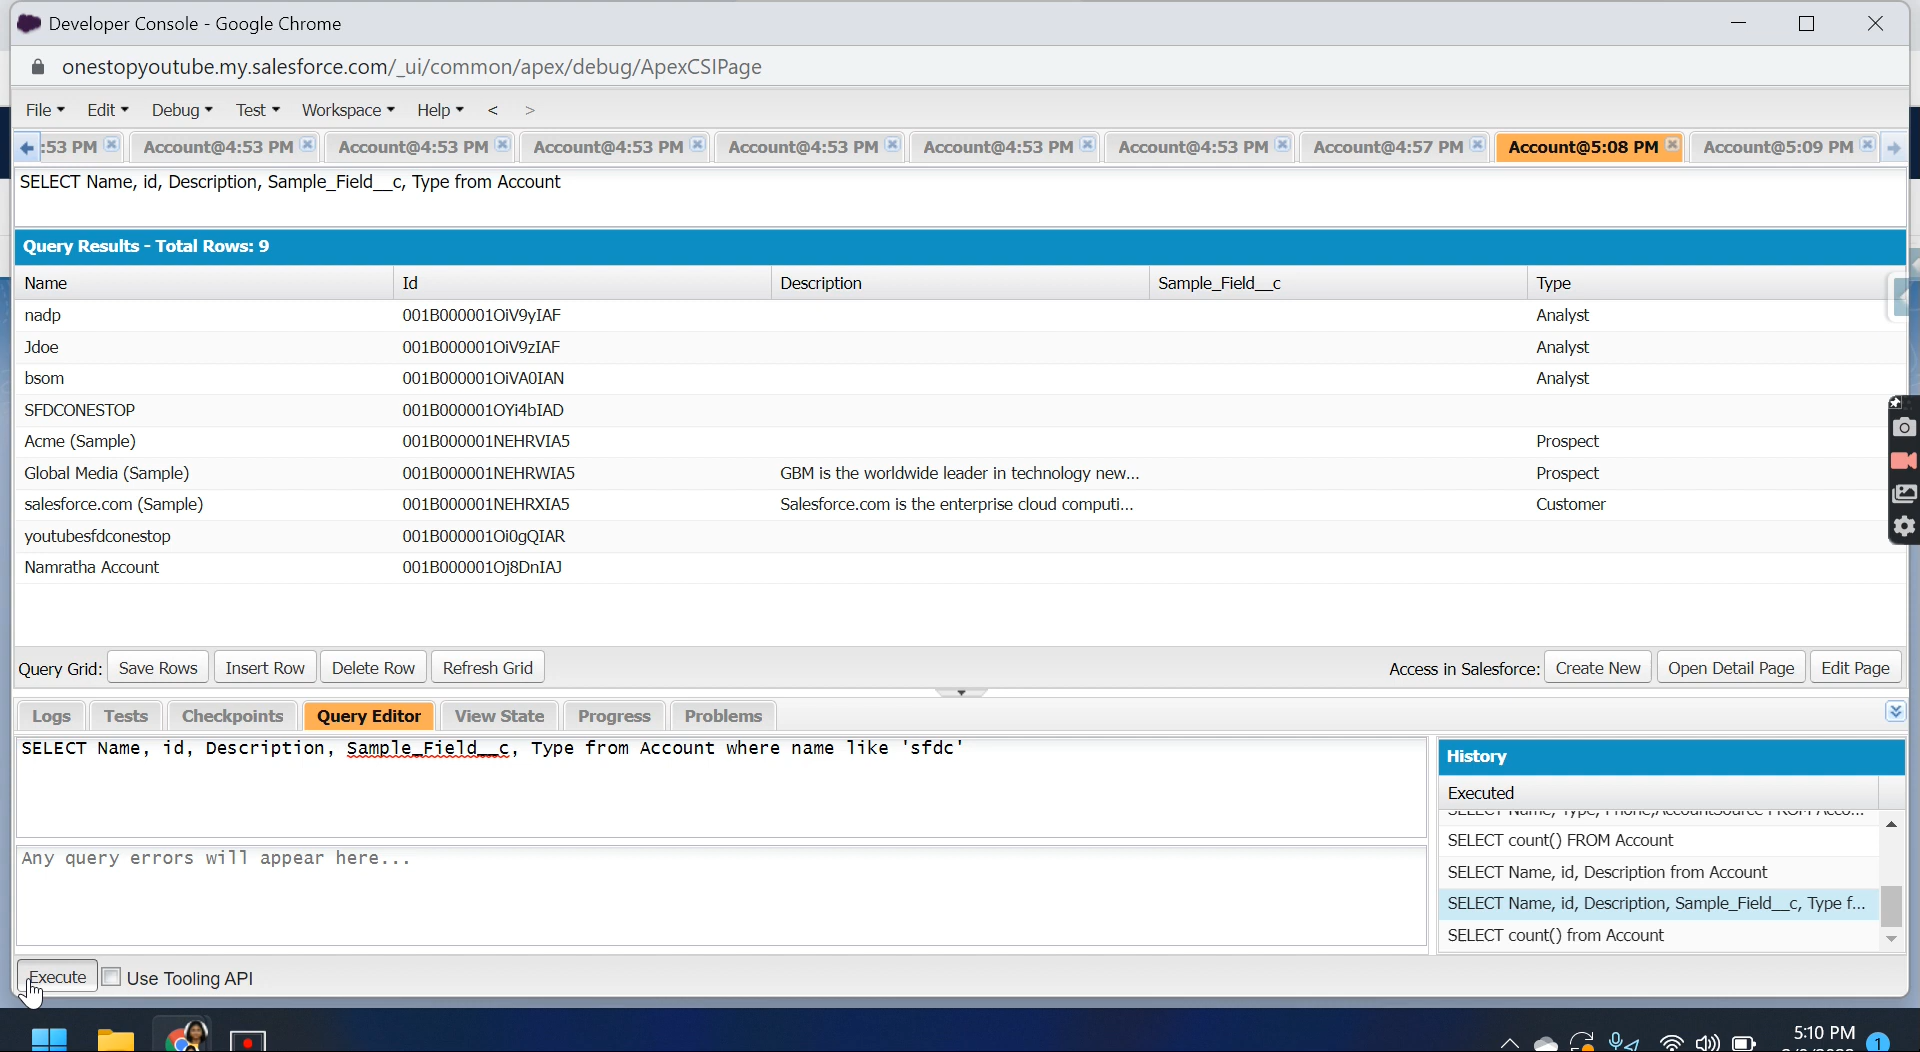 Developer Console - Google Chrome
onestopyoutube.my.salesforce.com/_ui/common/apex/debug/ApexCSIPage
File Edit Debug Test Workspace Help < >
:53 PM Account@4:53 PM Account@4:53 PM Account@4:53 PM Account@4:53 PM Account@4:53 PM Account@4:53 PM Account@4:57 PM Account@5:08 PM Account@5:09 PM
SELECT Name, id, Description, Sample_Field__c, Type from Account
Query Results - Total Rows: 9
Name Id Description Sample_Field__c Type
nadp 001B000001OiV9yIAF Analyst
Jdoe 001B000001OiV9zIAF Analyst
bsom 001B000001OiVA0IAN Analyst
SFDCONESTOP 001B000001OYi4bIAD
Acme (Sample) 001B000001NEHRVIA5 Prospect
Global Media (Sample) 001B000001NEHRWIA5 GBM is the worldwide leader in technology new... Prospect
salesforce.com (Sample) 001B000001NEHRXIA5 Salesforce.com is the enterprise cloud computi... Customer
youtubesfdconestop 001B000001Oi0gQIAR
Namratha Account 001B000001Oj8DnIAJ
Query Grid: Save Rows Insert Row Delete Row Refresh Grid Access in Salesforce: Create New Open Detail Page Edit Page
Logs Tests Checkpoints Query Editor View State Progress Problems
SELECT Name, id, Description, Sample_Field__c, Type from Account where name like 'sfdc'
Any query errors will appear here...
History
Executed
SELECT count() FROM Account
SELECT Name, id, Description from Account
SELECT Name, id, Description, Sample_Field__c, Type f...
SELECT count() from Account
Execute Use Tooling API
5:10 PM
1